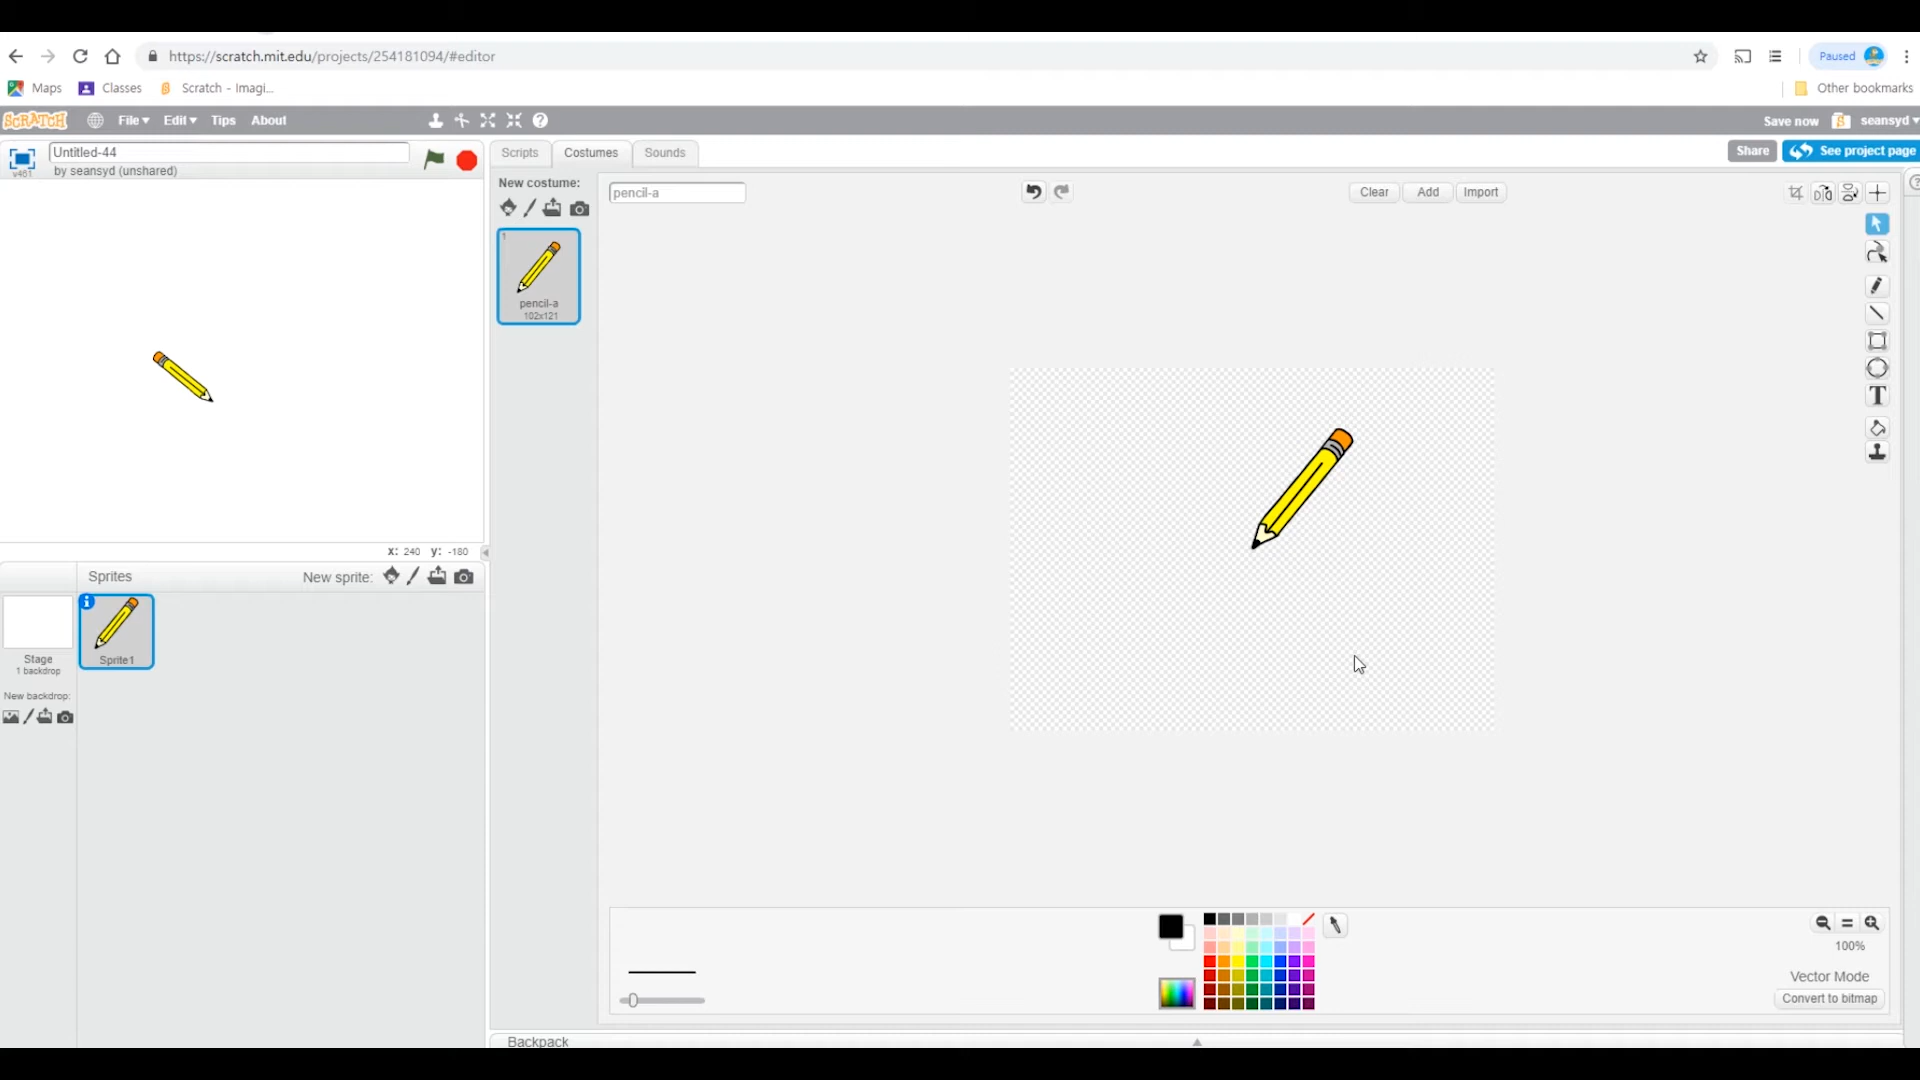 https://scratch.mit.edu/projects/254181094/#editor
Paused
Maps
Classes
Scratch - Imagi...
Other bookmarks
SCRATCH
File
Edit
Tips
About
Save now
seansyd
v461
Untitled-44
by seansyd (unshared)
Scripts
Costumes
Sounds
Share
See project page
New costume:
pencil-a
Clear
Add
Import
1
pencil-a
102x121
T
x: 240 y: -180
Sprites
New sprite:
Stage
1 backdrop
Sprite1
New backdrop:
100%
Vector Mode
Convert to bitmap
Backpack